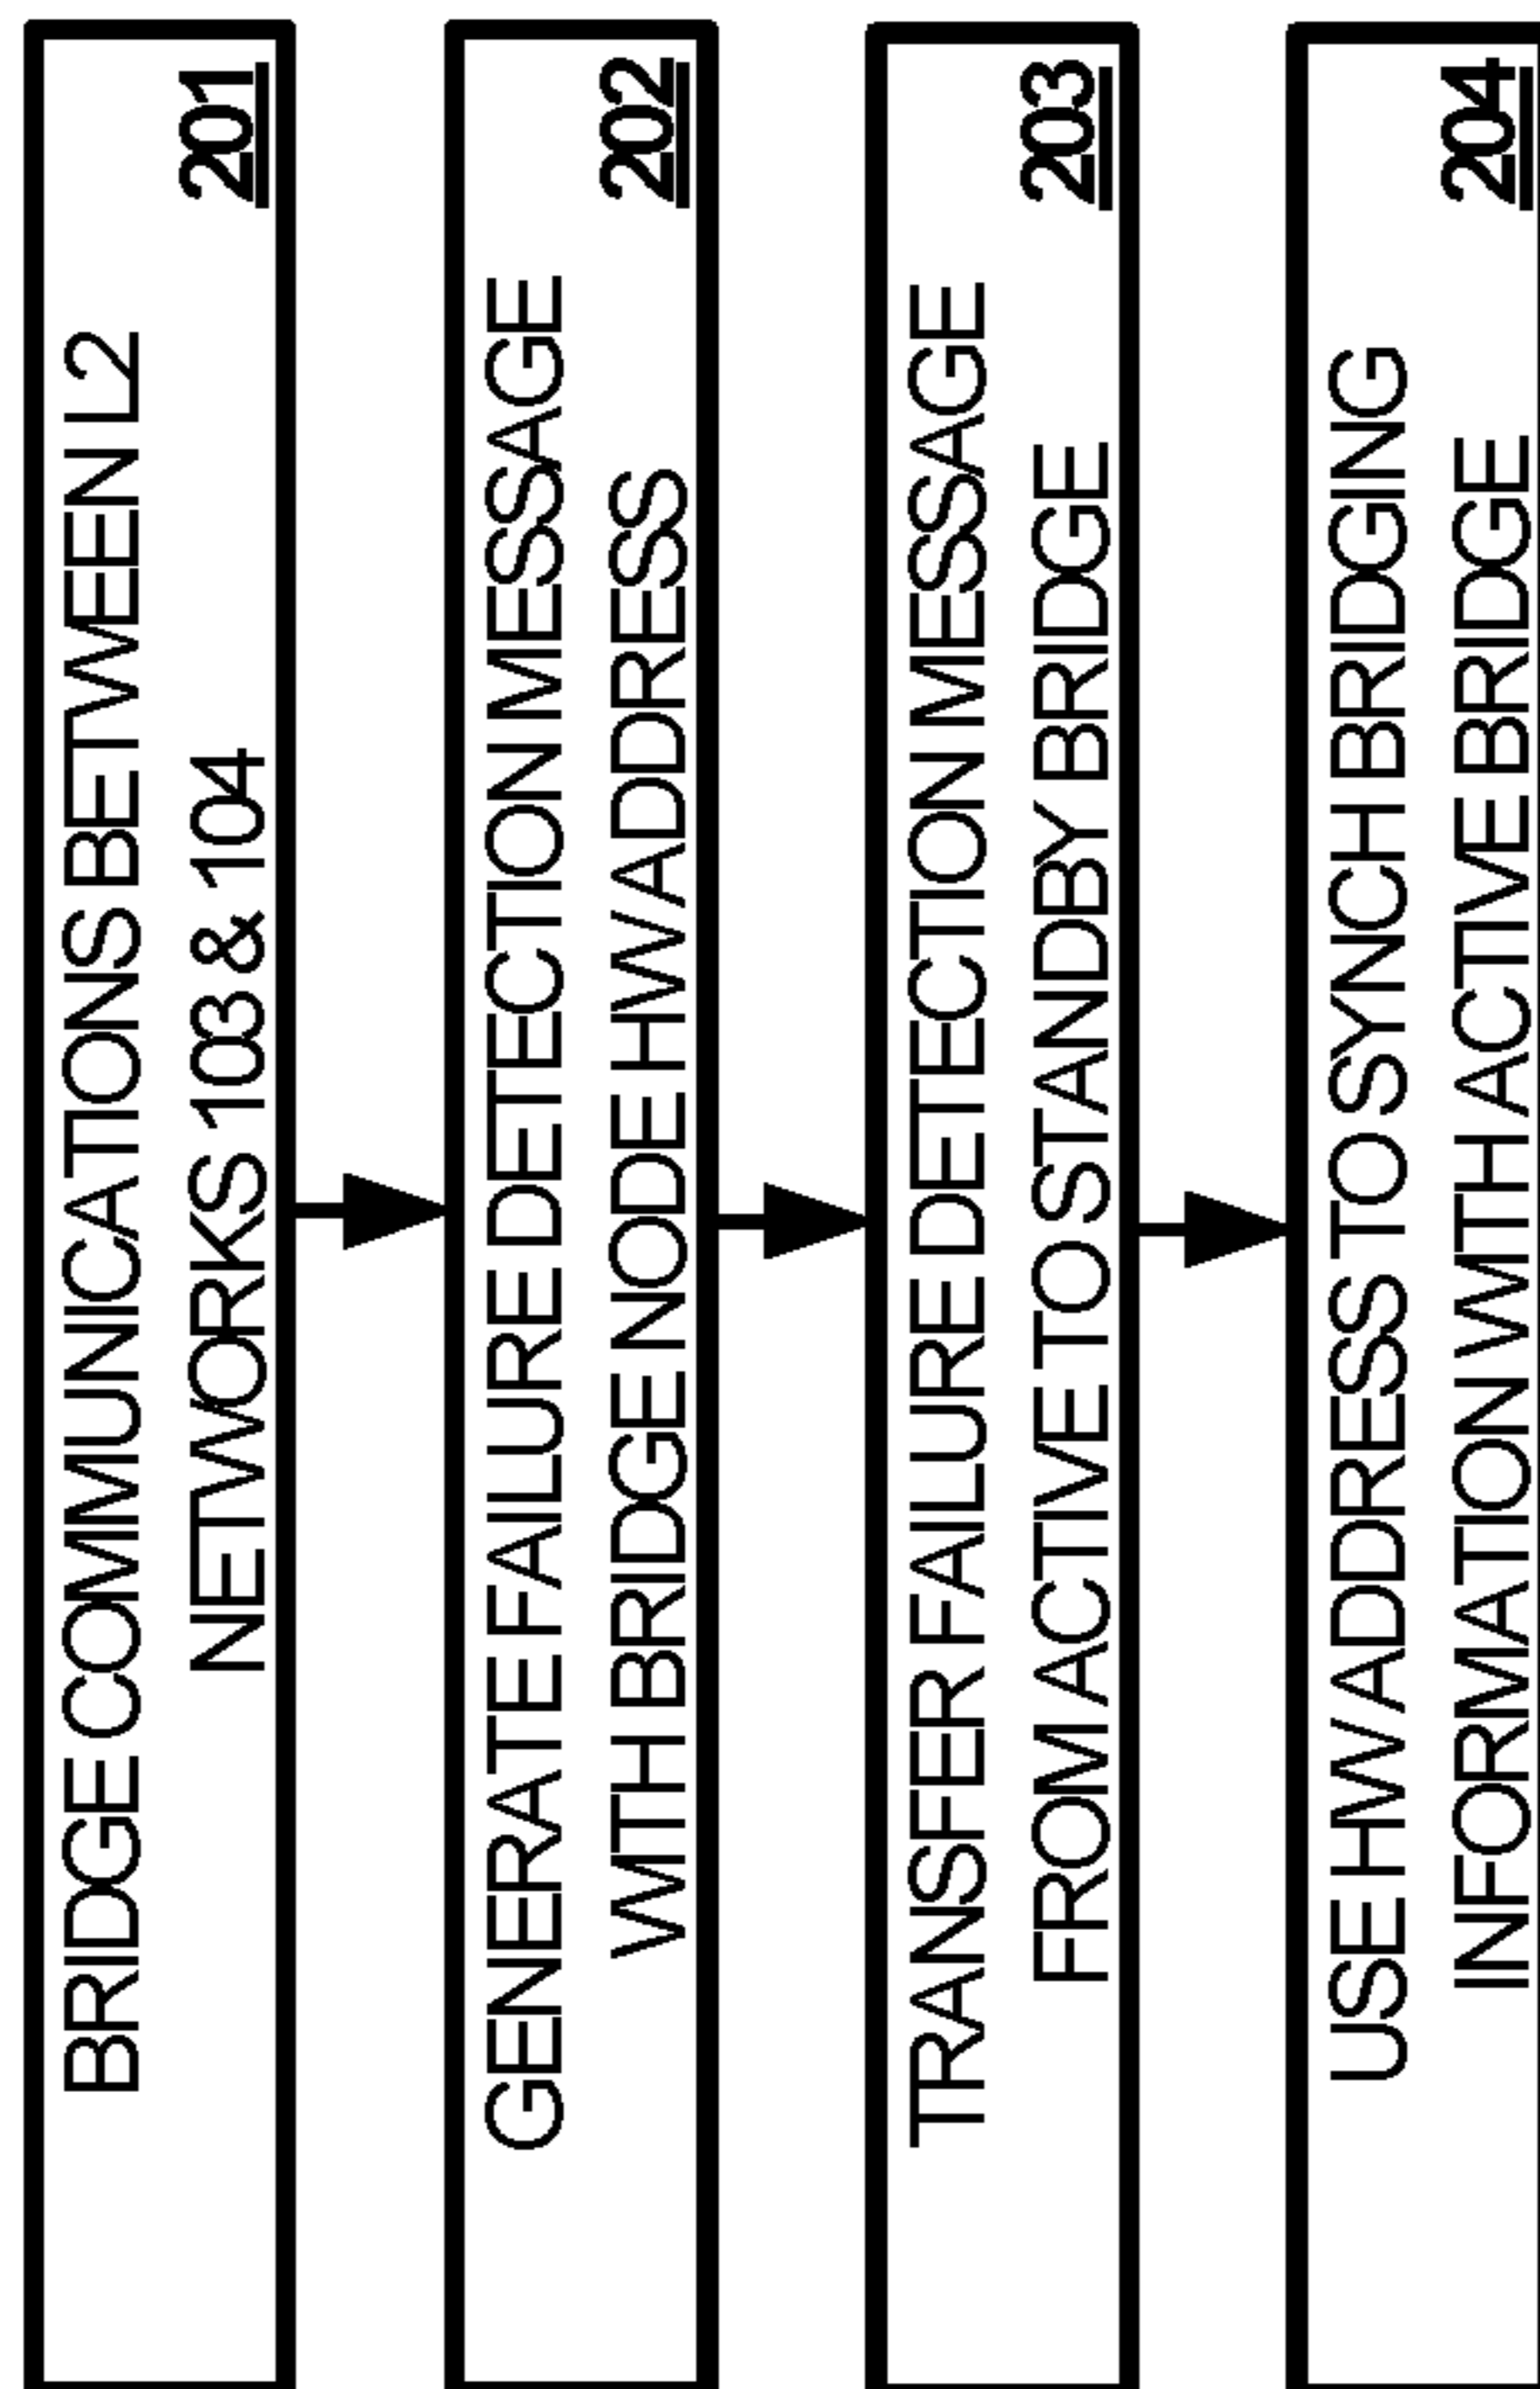 BRIDGE COMMUNICATIONS BETWEEN L2
NETWORKS 103 & 104
201
GENERATE FAILURE DETECTION MESSAGE
WITH BRIDGE NODE HW ADDRESS
202
TRANSFER FAILURE DETECTION MESSAGE
FROM ACTIVE TO STANDBY BRIDGE
203
USE HW ADDRESS TO SYNCH BRIDGING
INFORMATION WITH ACTIVE BRIDGE
204